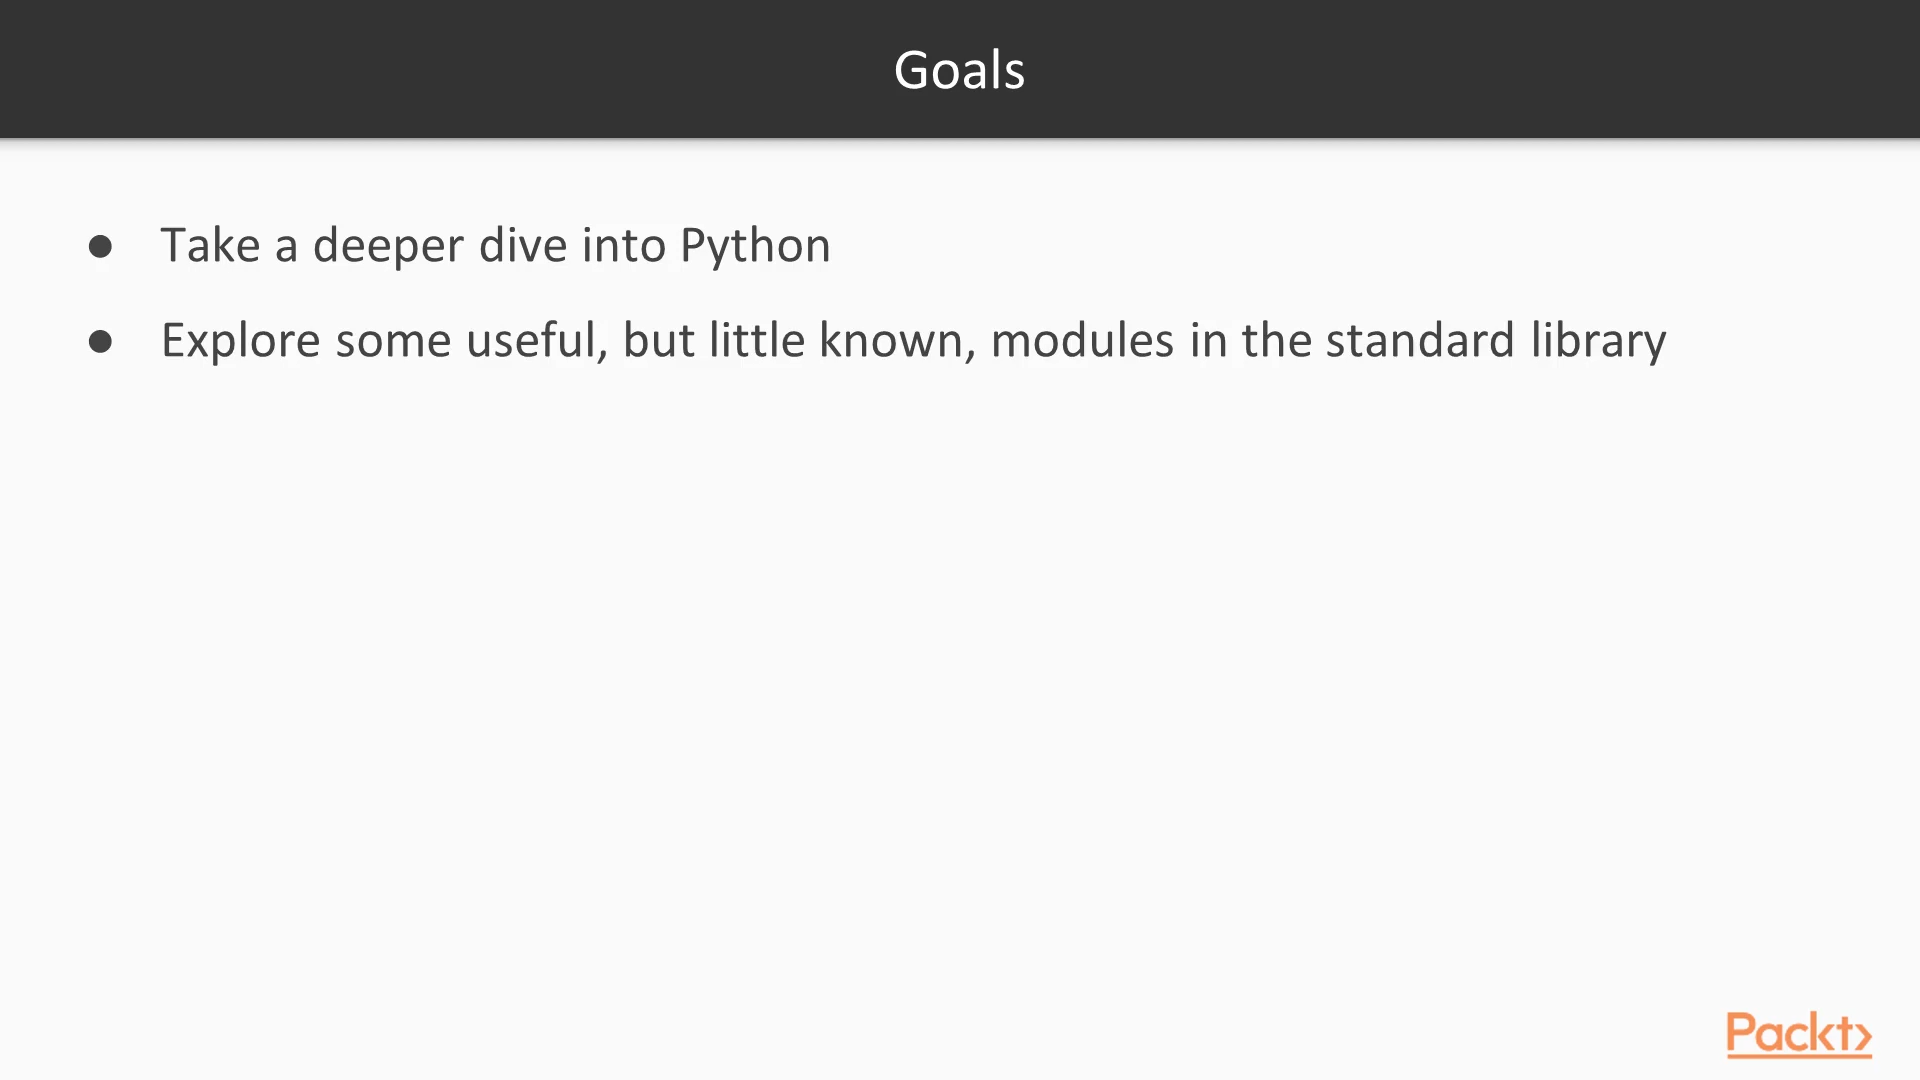 Goals
● Take a deeper dive into Python
● Explore some useful, but little known, modules in the standard library
Packt>